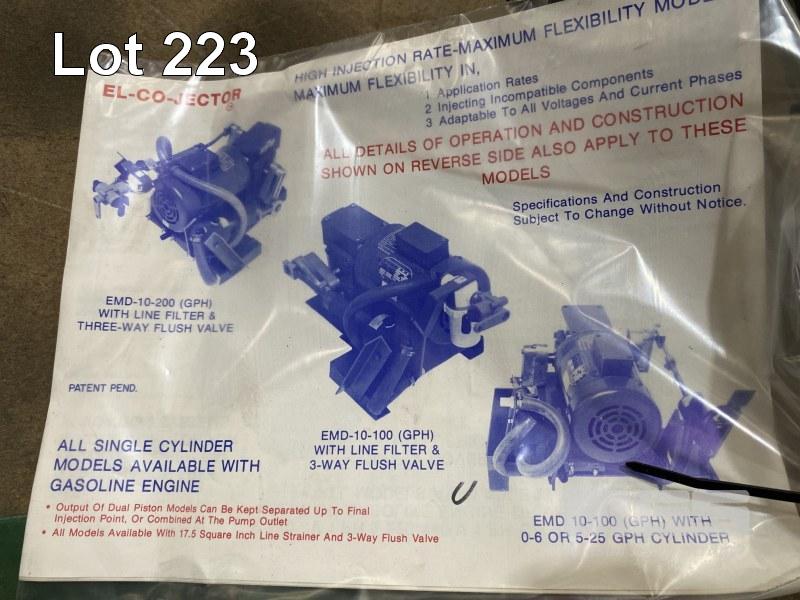 Lot 223
HIGH INJECTION RATE-MAXIMUM FLEXIBILITY
MAXIMUM FLEXIBILITY IN,
1 Application Rates
2 Injecting Incompatible Components
3 Adaptable To All Voltages And Current Phases
EL-CO-JECTOR
ALL DETAILS OF OPERATION AND CONSTRUCTION
SHOWN ON REVERSE SIDE ALSO APPLY TO THESE
MODELS
Specifications And Construction
Subject To Change Without Notice.
EMD-10-200 (GPH)
WITH LINE FILTER &
THREE-WAY FLUSH VALVE
PATENT PEND.
EMD-10-100 (GPH)
WITH LINE FILTER &
3-WAY FLUSH VALVE
EMD 10-100 (GPH) WITH
0-6 OR 5-25 GPH CYLINDER
ALL SINGLE CYLINDER
MODELS AVAILABLE WITH
GASOLINE ENGINE
• Output Of Dual Piston Models Can Be Kept Separated Up To Final
Injection Point, Or Combined At The Pump Outlet
• All Models Available With 17.5 Square Inch Line Strainer And 3-Way Flush Valve